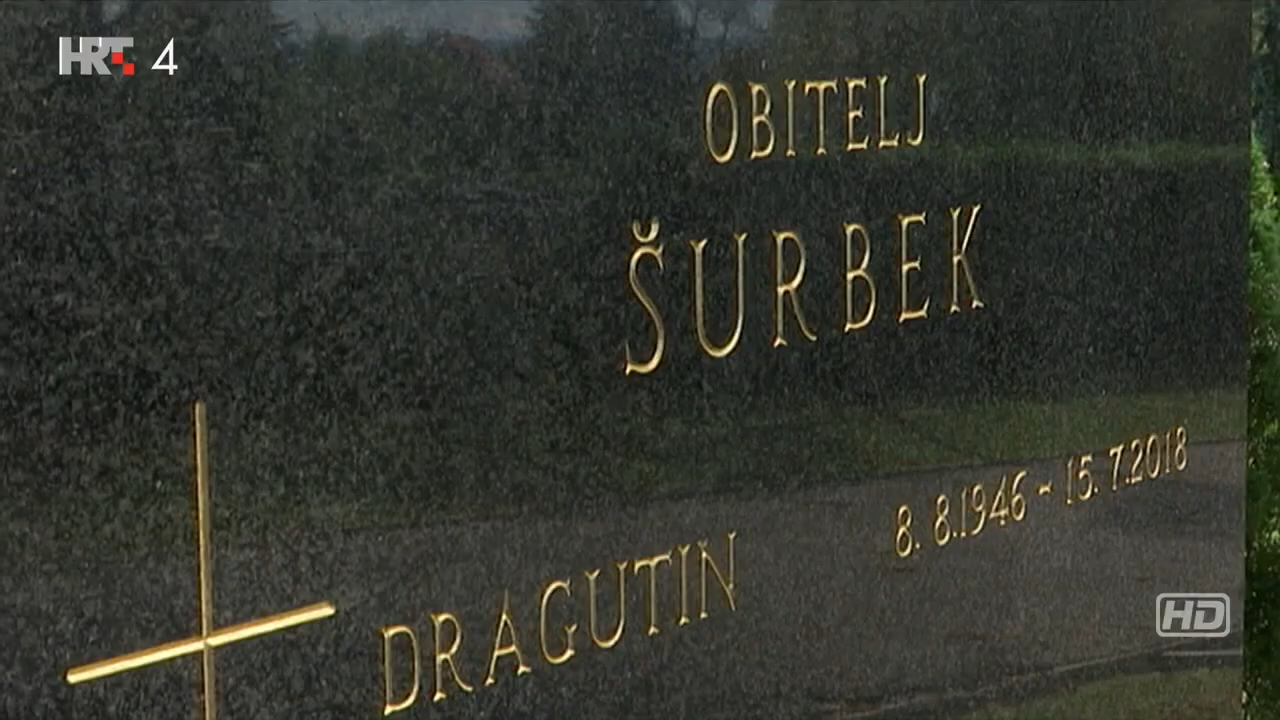 HRT 4
OBITELJ
ŠURBEK
DRAGUTIN 8. 8.1946 - 15. 7.2018
HD